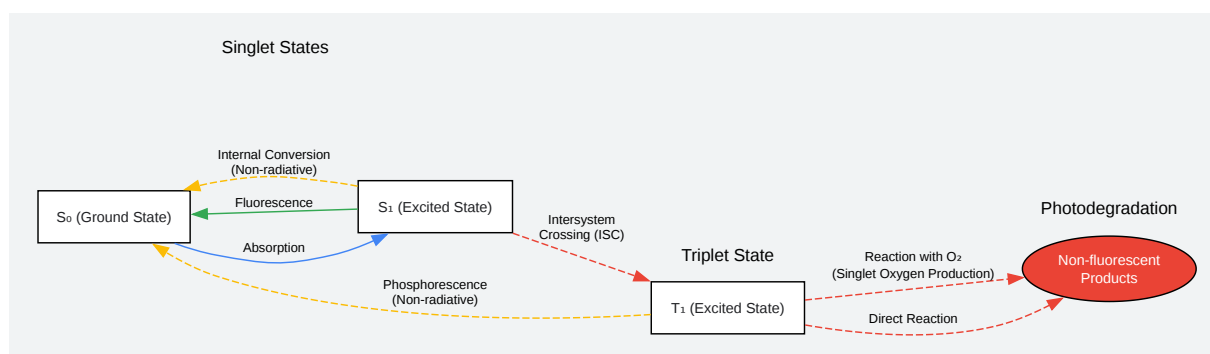 Singlet States
Internal Conversion
(Non-radiative)
S₀ (Ground State)
Fluorescence
S₁ (Excited State)
Absorption
Intersystem
Crossing (ISC)
Phosphorescence
(Non-radiative)
Triplet State
T₁ (Excited State)
Reaction with O₂
(Singlet Oxygen Production)
Direct Reaction
Photodegradation
Non-fluorescent
Products